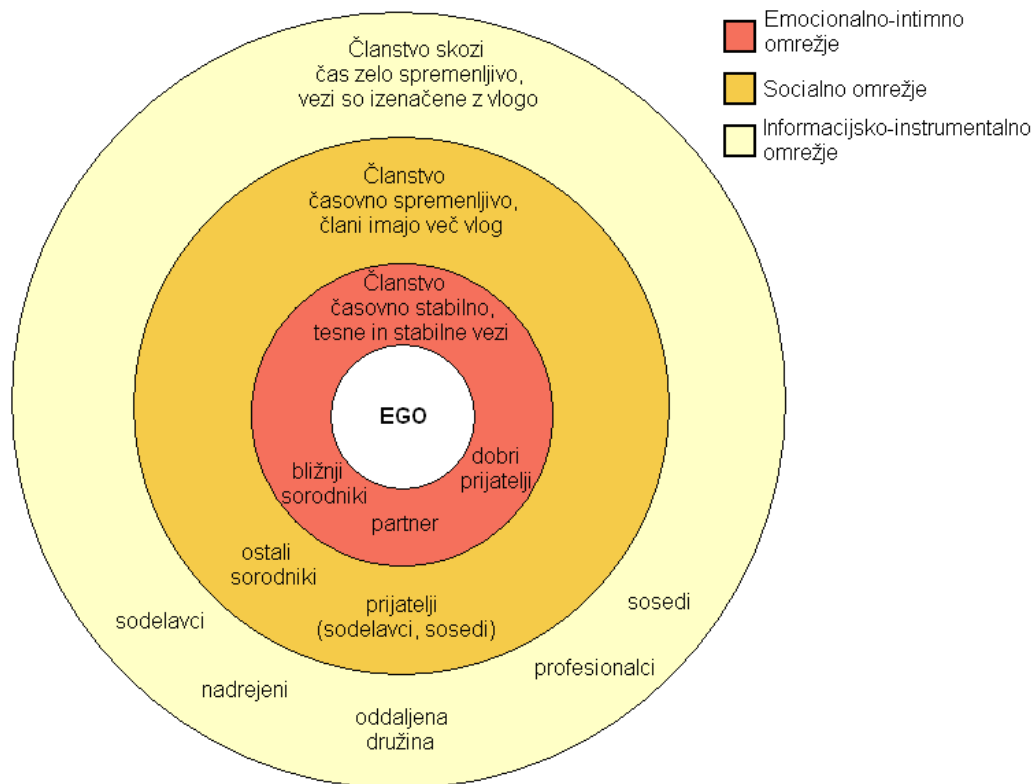 Članstvo skozi
čas zelo spremenljivo,
vezi so izenačene z vlogo
Emocionalno-intimno
omrežje
Socialno omrežje
Informacijsko-instrumentalno
omrežje
Članstvo
časovno spremenljivo,
člani imajo več vlog
Članstvo
časovno stabilno,
tesne in stabilne vezi
EGO
bližnji
sorodniki
dobri
prijatelji
partner
ostali
sorodniki
prijatelji
(sodelavci, sosedi)
sodelavci
nadrejeni
oddaljena
družina
profesionalci
sosedi